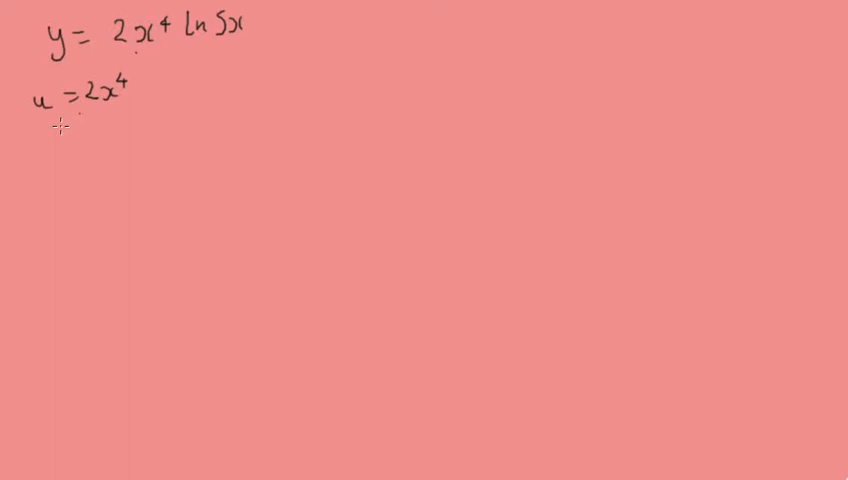 y = 2x⁴ ln 5x
u = 2x⁴